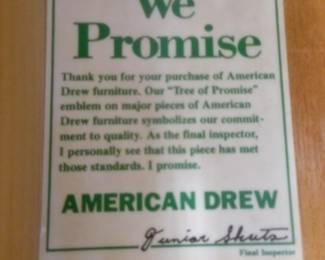 We
Promise
Thank you for your purchase of American
Drew furniture. Our "Tree of Promise"
emblem on major pieces of American
Drew furniture symbolizes our commit-
ment to quality. As the final inspector,
I personally see that this piece has met
those standards. I promise.
AMERICAN DREW
Junior
Final Inspector